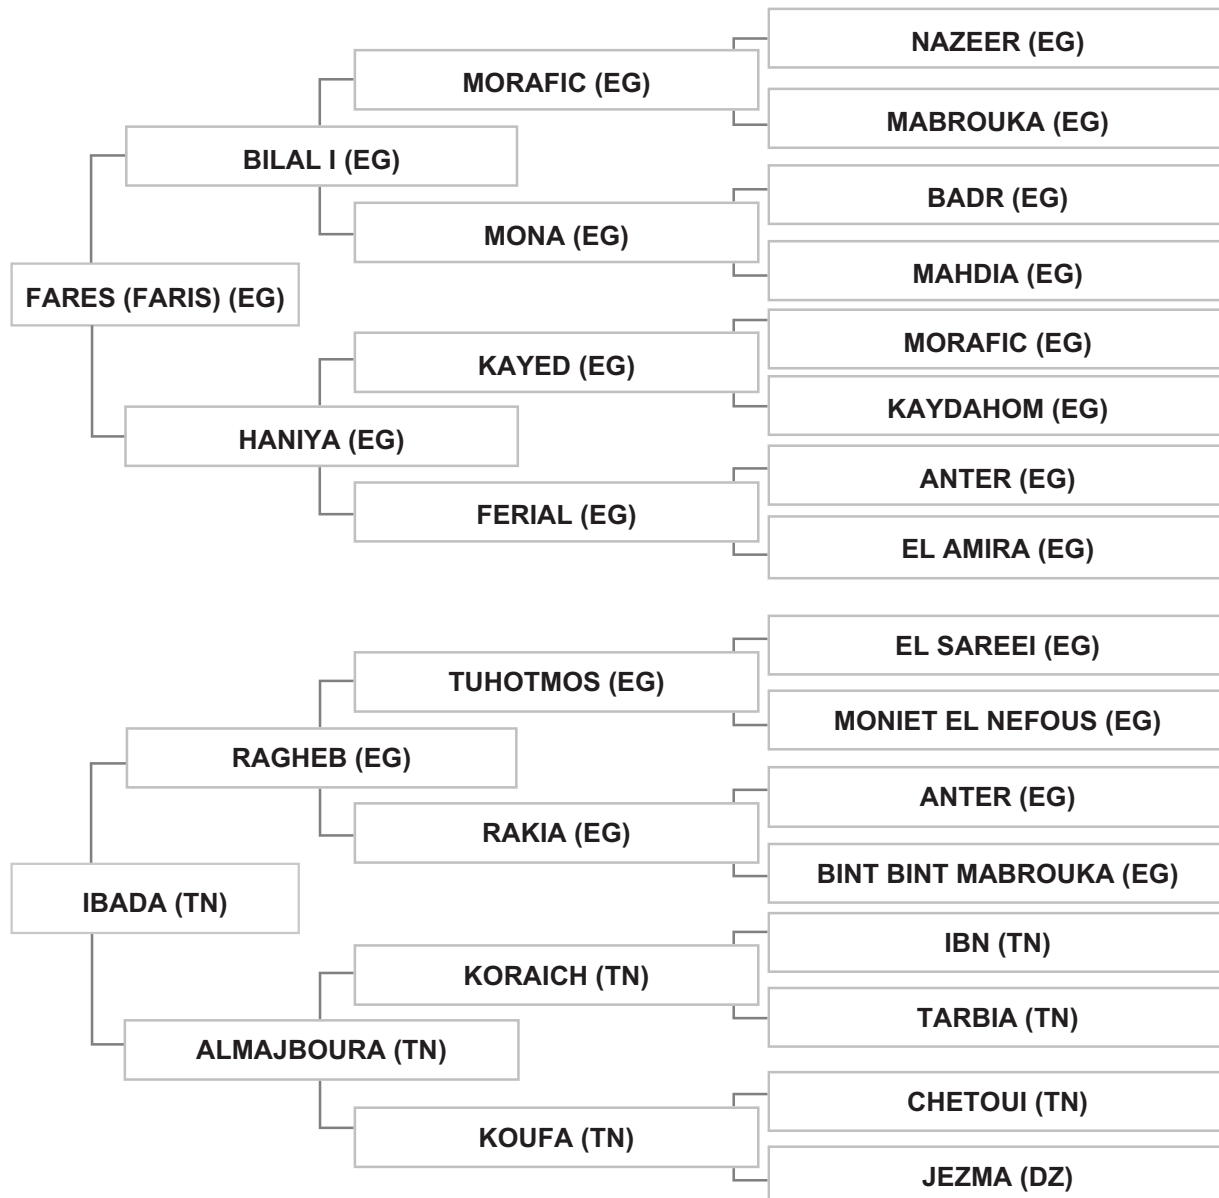 NAZEER (EG)
MORAFIC (EG)
MABROUKA (EG)
BILAL I (EG)
BADR (EG)
MONA (EG)
MAHDIA (EG)
FARES (FARIS) (EG)
MORAFIC (EG)
KAYED (EG)
KAYDAHOM (EG)
HANIYA (EG)
ANTER (EG)
FERIAL (EG)
EL AMIRA (EG)
EL SAREEI (EG)
TUHOTMOS (EG)
MONIET EL NEFOUS (EG)
RAGHEB (EG)
ANTER (EG)
RAKIA (EG)
BINT BINT MABROUKA (EG)
IBADA (TN)
IBN (TN)
KORAICH (TN)
TARBIA (TN)
ALMAJBOURA (TN)
CHETOUI (TN)
KOUFA (TN)
JEZMA (DZ)